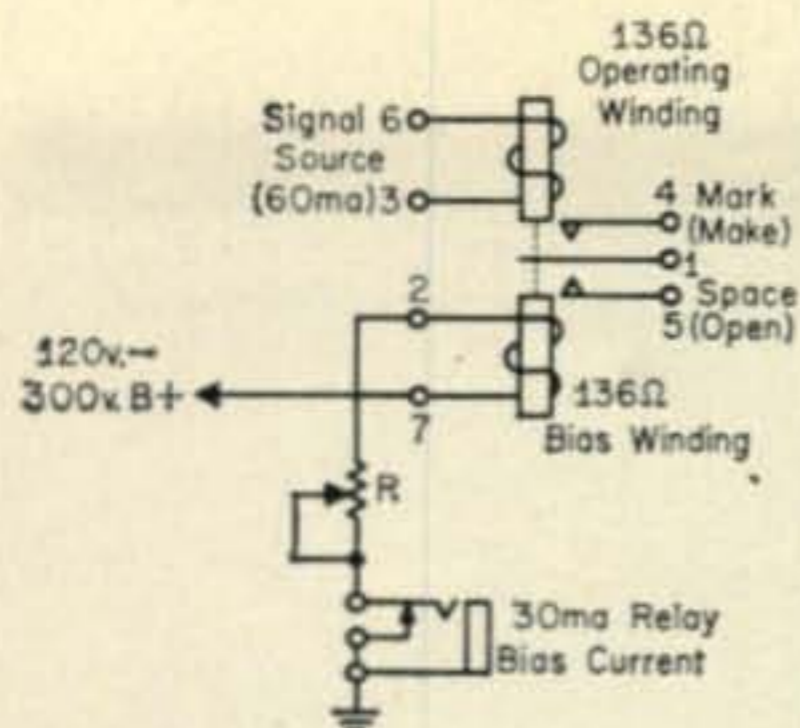 136Ω
Operating
Winding
Signal 6
Source
(60ma)3
4 Mark
(Make)
1
Space
5(Open)
2
120v.—
300v. B+
7
136Ω
Bias Winding
R
30ma Relay
Bias Current